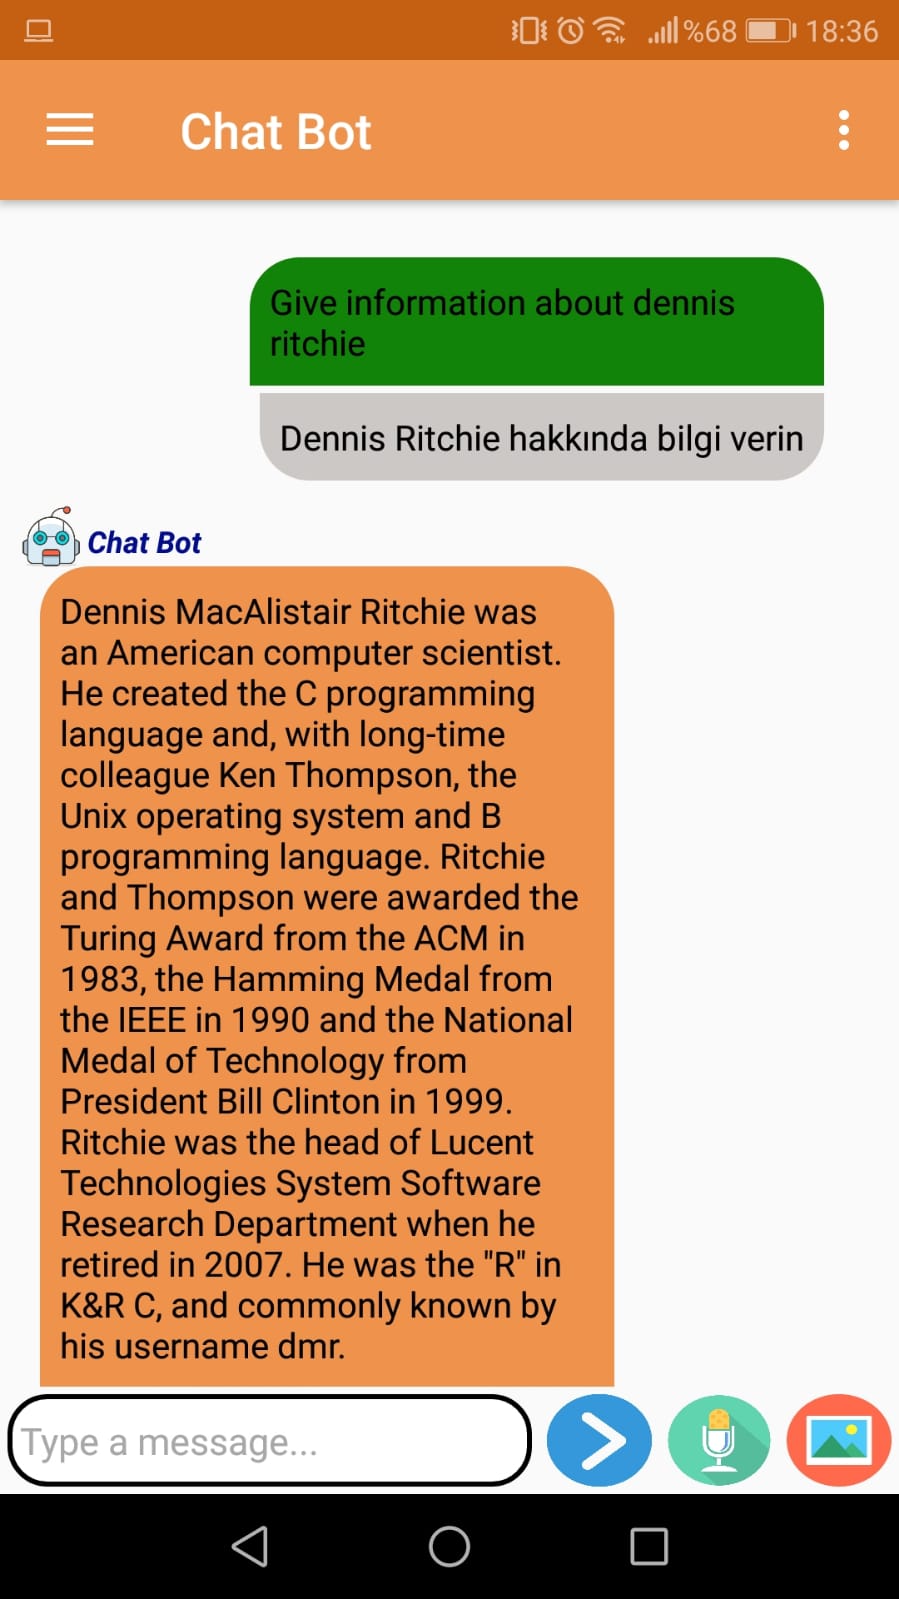 %68 18:36
Chat Bot
Give information about dennis
ritchie
Dennis Ritchie hakkında bilgi verin
Chat Bot
Dennis MacAlistair Ritchie was
an American computer scientist.
He created the C programming
language and, with long-time
colleague Ken Thompson, the
Unix operating system and B
programming language. Ritchie
and Thompson were awarded the
Turing Award from the ACM in
1983, the Hamming Medal from
the IEEE in 1990 and the National
Medal of Technology from
President Bill Clinton in 1999.
Ritchie was the head of Lucent
Technologies System Software
Research Department when he
retired in 2007. He was the "R" in
K&R C, and commonly known by
his username dmr.
Type a message...